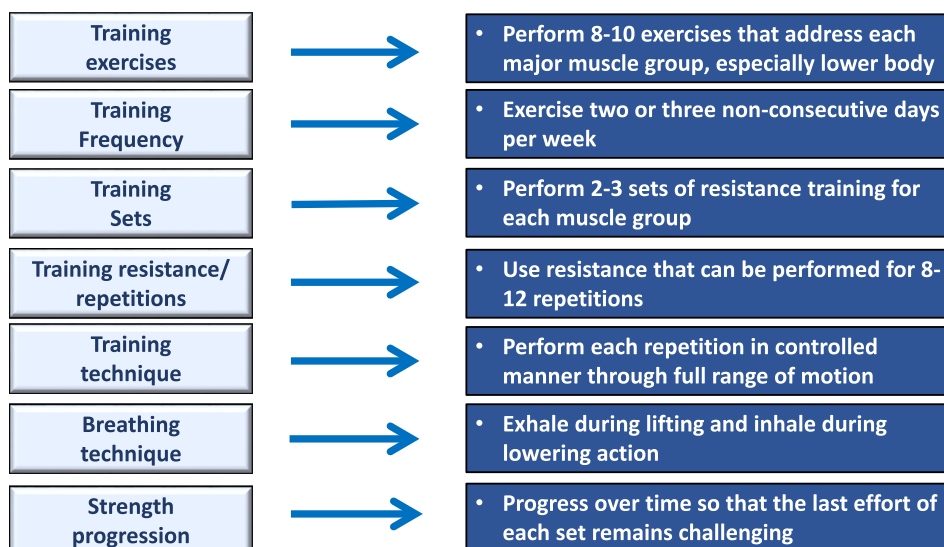 Training
exercises
• Perform 8-10 exercises that address each
major muscle group, especially lower body
Training
Frequency
• Exercise two or three non-consecutive days
per week
Training
Sets
• Perform 2-3 sets of resistance training for
each muscle group
Training resistance/
repetitions
• Use resistance that can be performed for 8-
12 repetitions
Training
technique
• Perform each repetition in controlled
manner through full range of motion
Breathing
technique
• Exhale during lifting and inhale during
lowering action
Strength
progression
• Progress over time so that the last effort of
each set remains challenging